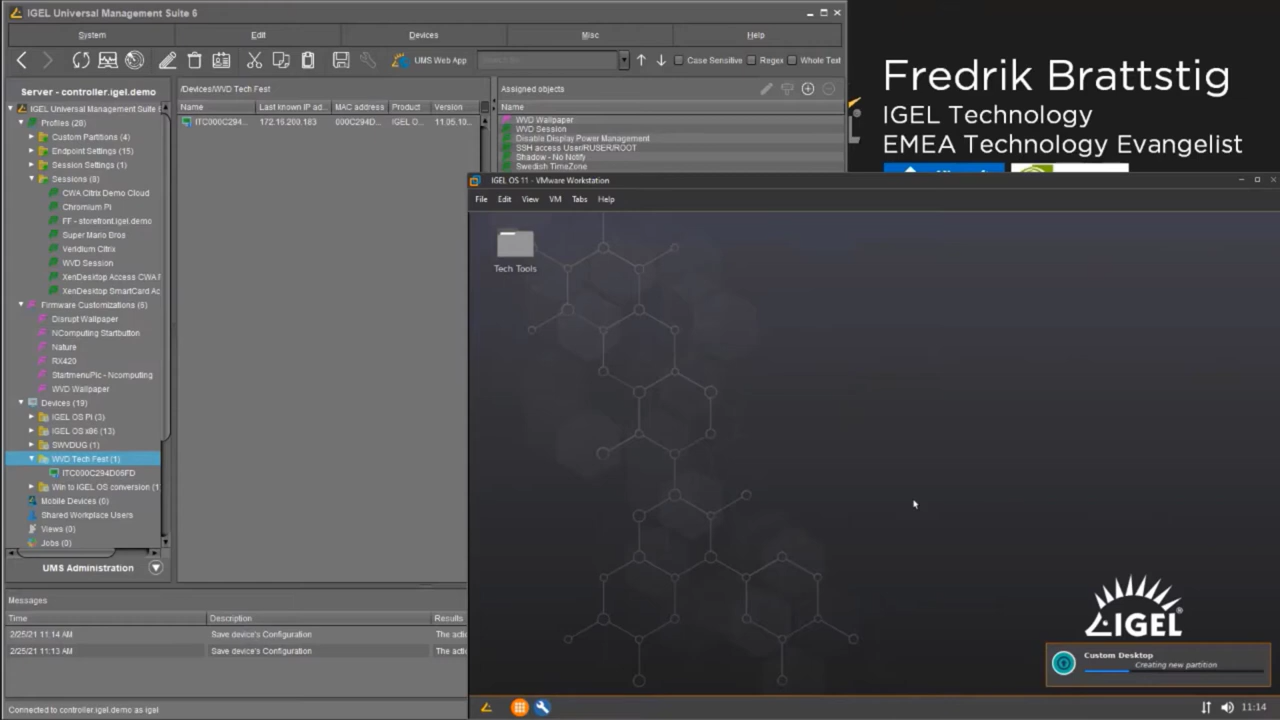 IGEL Universal Management Suite 6
System
Edit
Devices
Misc
Help
UMS Web App
Case Sensitive
Regex
Whole Text
Server - controller.igel.demo
IGEL Universal Management Suite
Profiles (28)
Custom Partitions (4)
Endpoint Settings (15)
Session Settings (1)
Sessions (8)
CWA Citrix Demo Cloud
Chromium Pi
FF - storefront.igel.demo
Super Mario Bros
Veridium Citrix
WVD Session
XenDesktop Access CWA
XenDesktop SmartCard Ac
Firmware Customizations (6)
Disrupt Wallpaper
NComputing Startbutton
Nature
RX420
StartmenuPic - Ncomputing
WVD Wallpaper
Devices (19)
IGEL OS Pi (3)
IGEL OS x86 (13)
SWVDUG (1)
WVD Tech Fest (1)
ITC000C294D06FD
Win to IGEL OS conversion (1
Mobile Devices (0)
Shared Workplace Users
Views (0)
Jobs (0)
UMS Administration
/Devices/WVD Tech Fest
Name
Last known IP ad...
MAC address
Product
Version
ITC000C294...
172.16.200.183
000C294D...
IGEL O...
11.05.10...
Assigned objects
Name
WVD Wallpaper
WVD Session
Disable Display Power Management
SSH access User/RUSER/ROOT
Shadow - No Notify
Swedish TimeZone
Fredrik Brattstig
IGEL Technology
EMEA Technology Evangelist
IGEL OS 11 - VMware Workstation
File
Edit
View
VM
Tabs
Help
Tech Tools
IGEL
Custom Desktop
Creating new partition
11:14
Messages
Time
Description
Results
2/25/21 11:14 AM
Save device's Configuration
The actio
2/25/21 11:13 AM
Save device's Configuration
The actio
Connected to controller.igel.demo as igel